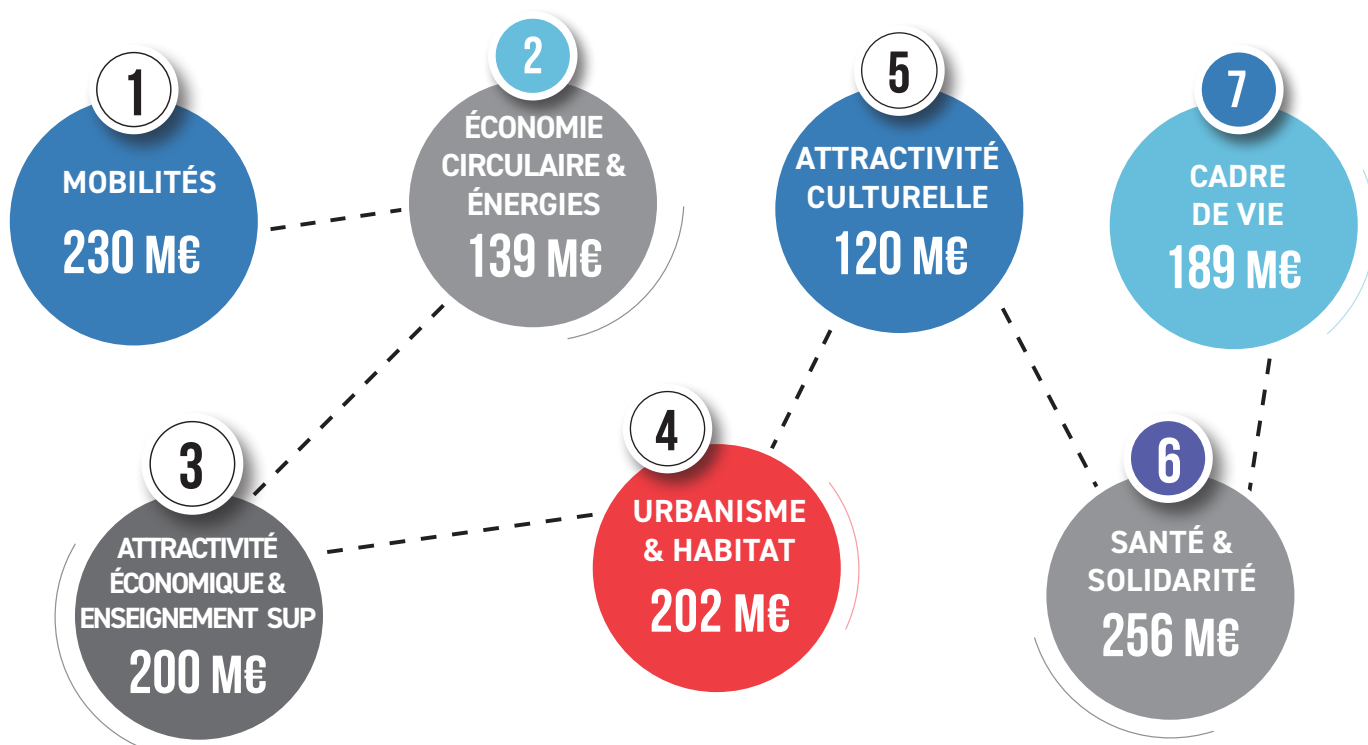 1
MOBILITÉS
230 M€
2
ÉCONOMIE
CIRCULAIRE &
ÉNERGIES
139 M€
3
ATTRACTIVITÉ
ÉCONOMIQUE &
ENSEIGNEMENT SUP
200 M€
4
URBANISME
& HABITAT
202 M€
5
ATTRACTIVITÉ
CULTURELLE
120 M€
6
SANTÉ &
SOLIDARITÉ
256 M€
7
CADRE
DE VIE
189 M€